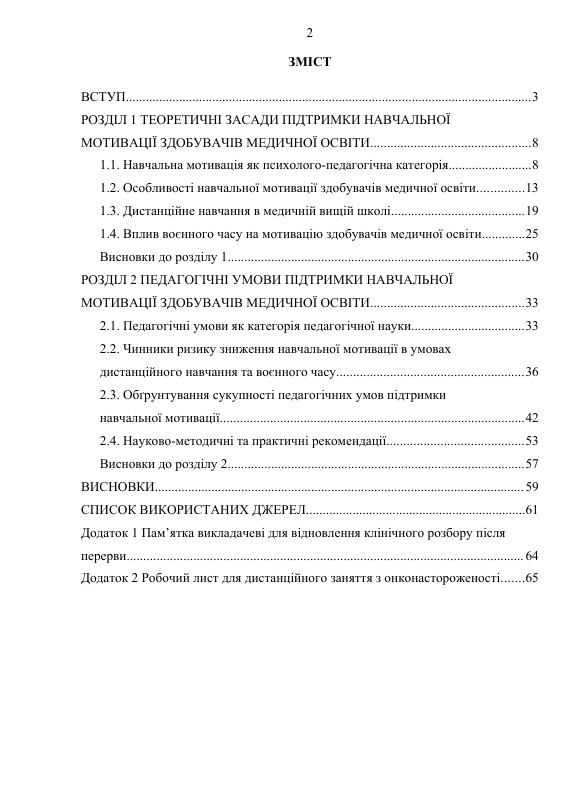 2
ЗМІСТ
ВСТУП....................3
РОЗДІЛ 1 ТЕОРЕТИЧНІ ЗАСАДИ ПІДТРИМКИ НАВЧАЛЬНОЇ
МОТИВАЦІЇ ЗДОБУВАЧІВ МЕДИЧНОЇ ОСВІТИ....................8
1.1. Навчальна мотивація як психолого-педагогічна категорія....................8
1.2. Особливості навчальної мотивації здобувачів медичної освіти....................13
1.3. Дистанційне навчання в медичній вищій школі....................19
1.4. Вплив воєнного часу на мотивацію здобувачів медичної освіти....................25
Висновки до розділу 1....................30
РОЗДІЛ 2 ПЕДАГОГІЧНІ УМОВИ ПІДТРИМКИ НАВЧАЛЬНОЇ
МОТИВАЦІЇ ЗДОБУВАЧІВ МЕДИЧНОЇ ОСВІТИ....................33
2.1. Педагогічні умови як категорія педагогічної науки....................33
2.2. Чинники ризику зниження навчальної мотивації в умовах
дистанційного навчання та воєнного часу....................36
2.3. Обґрунтування сукупності педагогічних умов підтримки
навчальної мотивації....................42
2.4. Науково-методичні та практичні рекомендації....................53
Висновки до розділу 2....................57
ВИСНОВКИ....................59
СПИСОК ВИКОРИСТАНИХ ДЖЕРЕЛ....................61
Додаток 1 Пам’ятка викладачеві для відновлення клінічного розбору після
перерви....................64
Додаток 2 Робочий лист для дистанційного заняття з онконастороженості.......65